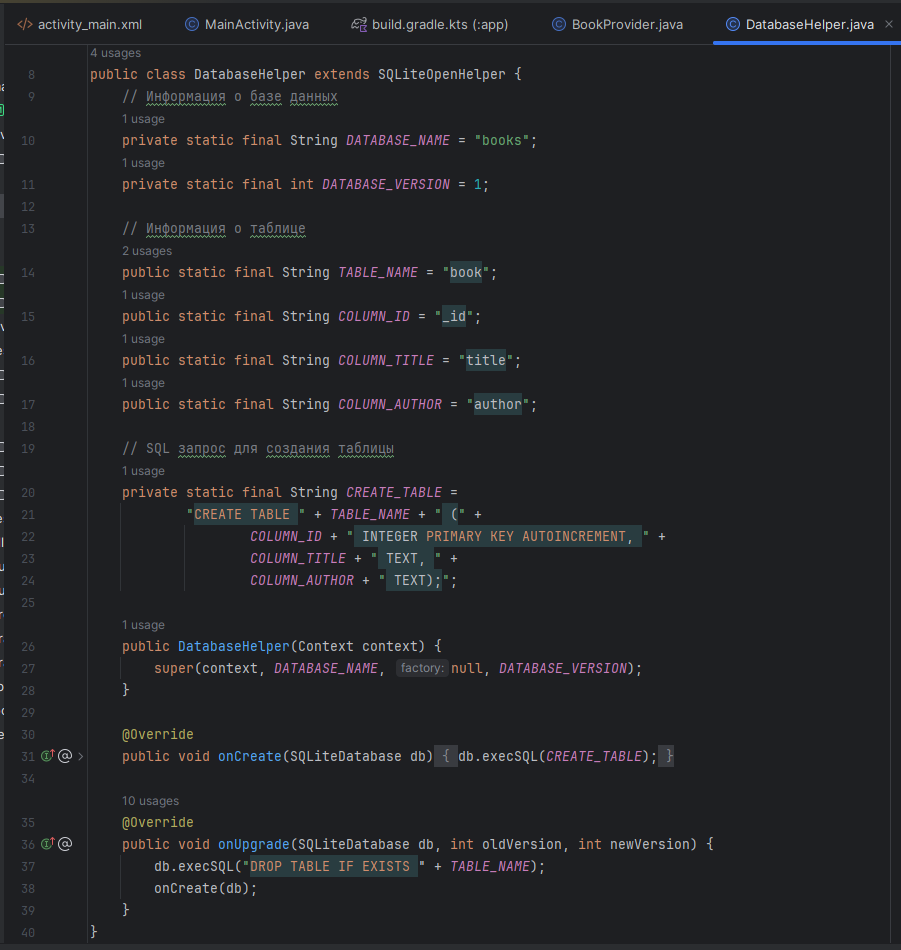 activity_main.xml MainActivity.java build.gradle.kts (:app) BookProvider.java DatabaseHelper.java
4 usages
8 public class DatabaseHelper extends SQLiteOpenHelper {
9 // Информация о базе данных
1 usage
10 private static final String DATABASE_NAME = "books";
1 usage
11 private static final int DATABASE_VERSION = 1;
12
13 // Информация о таблице
2 usages
14 public static final String TABLE_NAME = "book";
1 usage
15 public static final String COLUMN_ID = "_id";
1 usage
16 public static final String COLUMN_TITLE = "title";
1 usage
17 public static final String COLUMN_AUTHOR = "author";
18
19 // SQL запрос для создания таблицы
1 usage
20 private static final String CREATE_TABLE =
21 "CREATE TABLE " + TABLE_NAME + " (" +
22 COLUMN_ID + " INTEGER PRIMARY KEY AUTOINCREMENT, " +
23 COLUMN_TITLE + " TEXT, " +
24 COLUMN_AUTHOR + " TEXT);";
25
1 usage
26 public DatabaseHelper(Context context) {
27 super(context, DATABASE_NAME, factory: null, DATABASE_VERSION);
28 }
29
30 @Override
31 public void onCreate(SQLiteDatabase db) { db.execSQL(CREATE_TABLE); }
34
10 usages
35 @Override
36 public void onUpgrade(SQLiteDatabase db, int oldVersion, int newVersion) {
37 db.execSQL("DROP TABLE IF EXISTS " + TABLE_NAME);
38 onCreate(db);
39 }
40 }